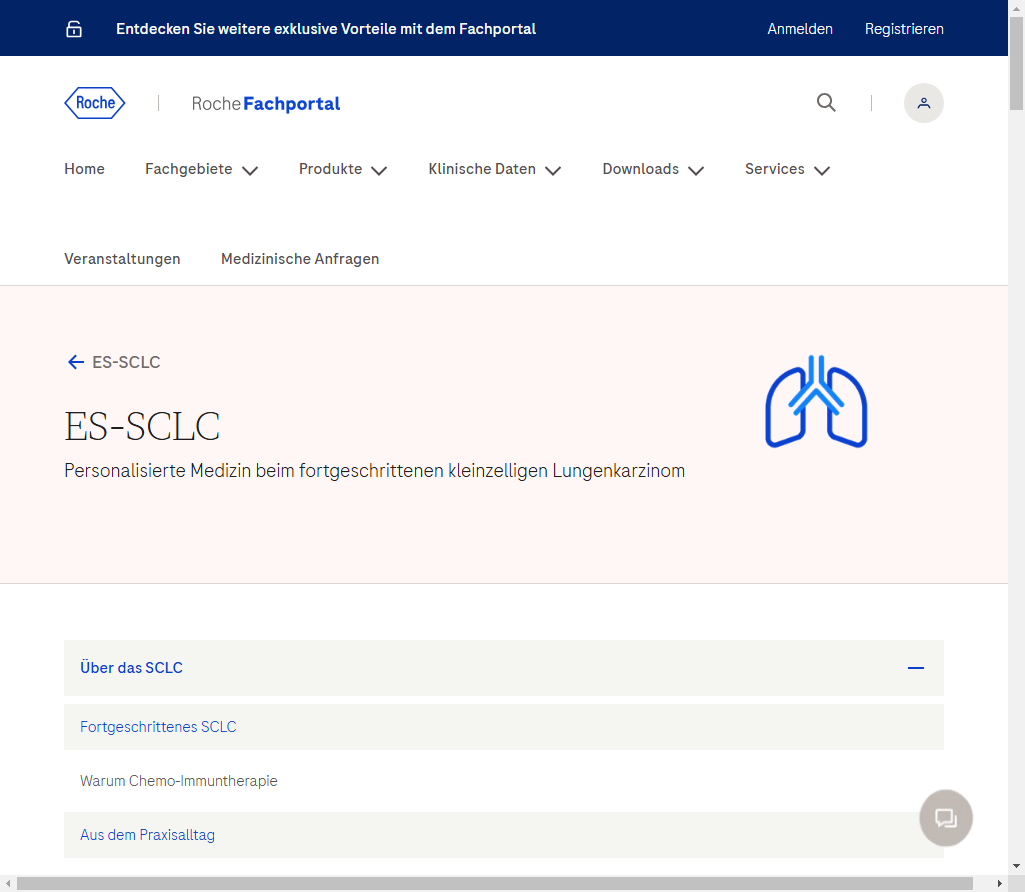 Entdecken Sie weitere exklusive Vorteile mit dem Fachportal
Anmelden
Registrieren
Roche
Roche Fachportal
Home
Fachgebiete
Produkte
Klinische Daten
Downloads
Services
Veranstaltungen
Medizinische Anfragen
ES-SCLC
ES-SCLC
Personalisierte Medizin beim fortgeschrittenen kleinzelligen Lungenkarzinom
Über das SCLC
Fortgeschrittenes SCLC
Warum Chemo-Immuntherapie
Aus dem Praxisalltag